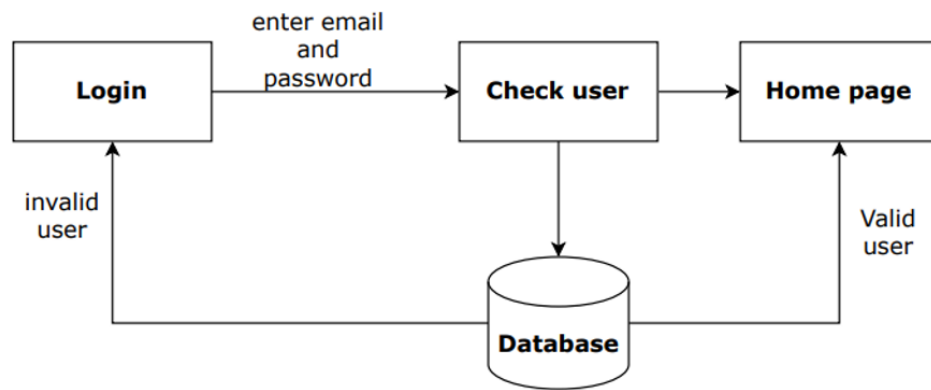 enter email
and
password
Login
Check user
Home page
invalid
user
Valid
user
Database